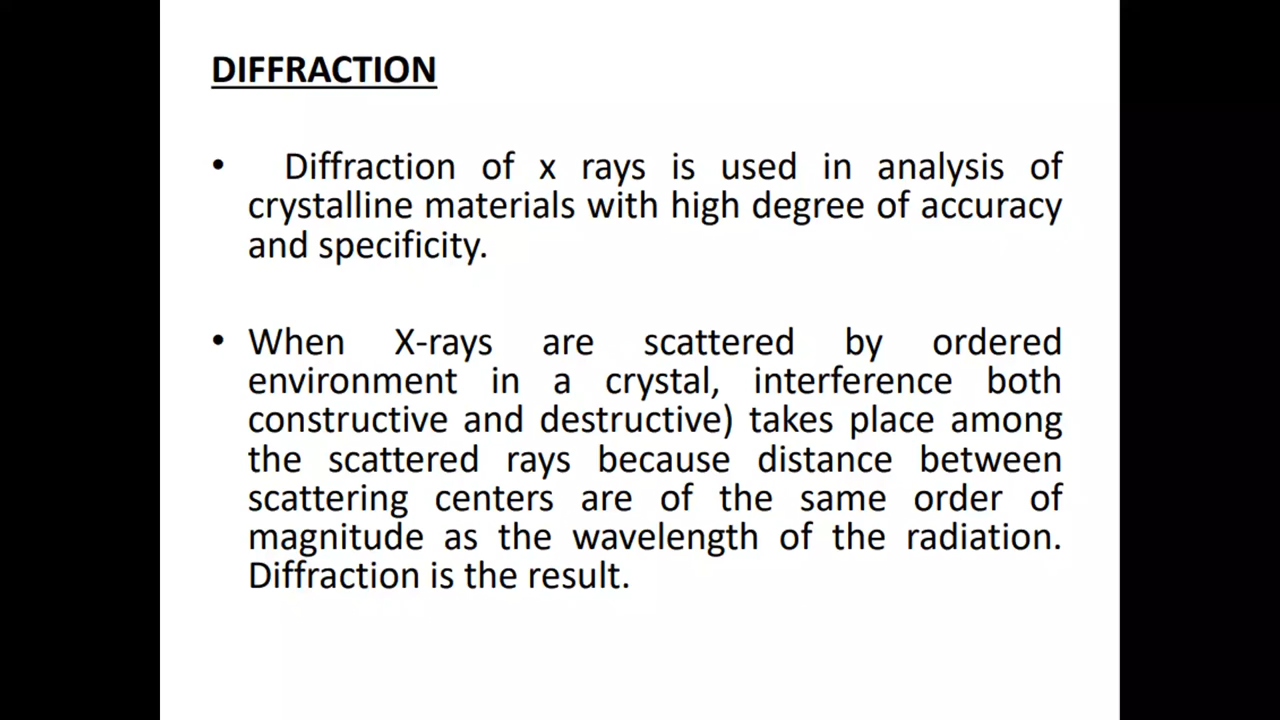 DIFFRACTION
• Diffraction of x rays is used in analysis of
crystalline materials with high degree of accuracy
and specificity.
• When X-rays are scattered by ordered
environment in a crystal, interference both
constructive and destructive) takes place among
the scattered rays because distance between
scattering centers are of the same order of
magnitude as the wavelength of the radiation.
Diffraction is the result.